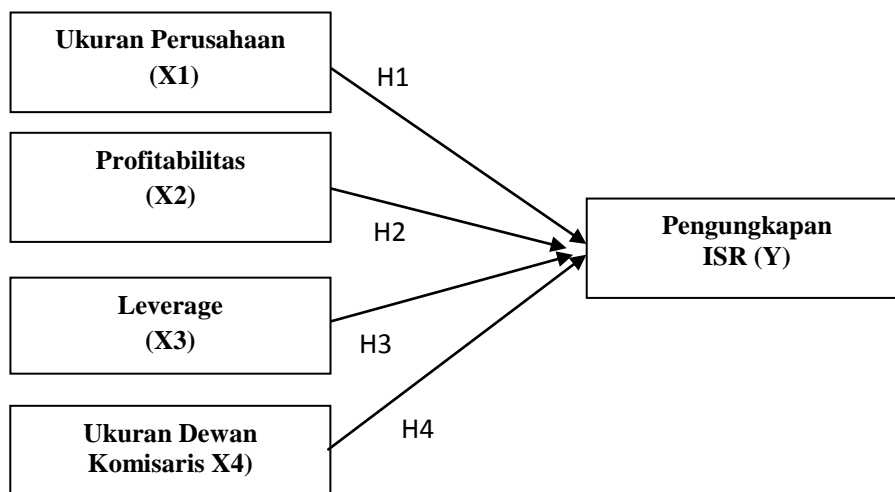 Ukuran Perusahaan
(X1)
H1
Profitabilitas
(X2)
H2
Pengungkapan
ISR (Y)
Leverage
(X3)
H3
Ukuran Dewan
Komisaris X4)
H4